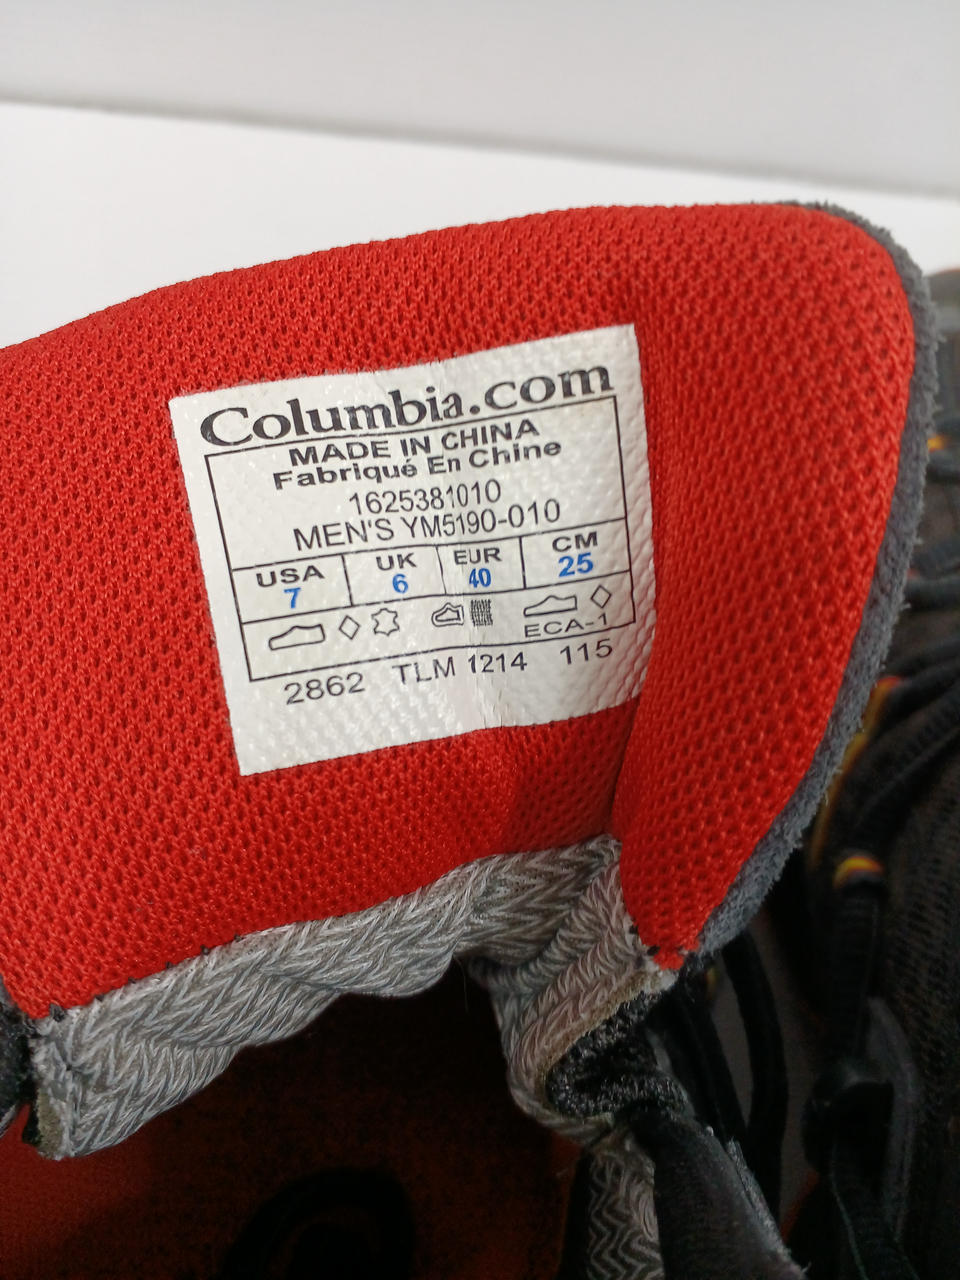 Columbia.com
MADE IN CHINA
Fabriqué En Chine
1625381010
MEN'S YM5190-010
USA UK EUR CM
7 6 40 25
ECA-1
2862 TLM 1214 115